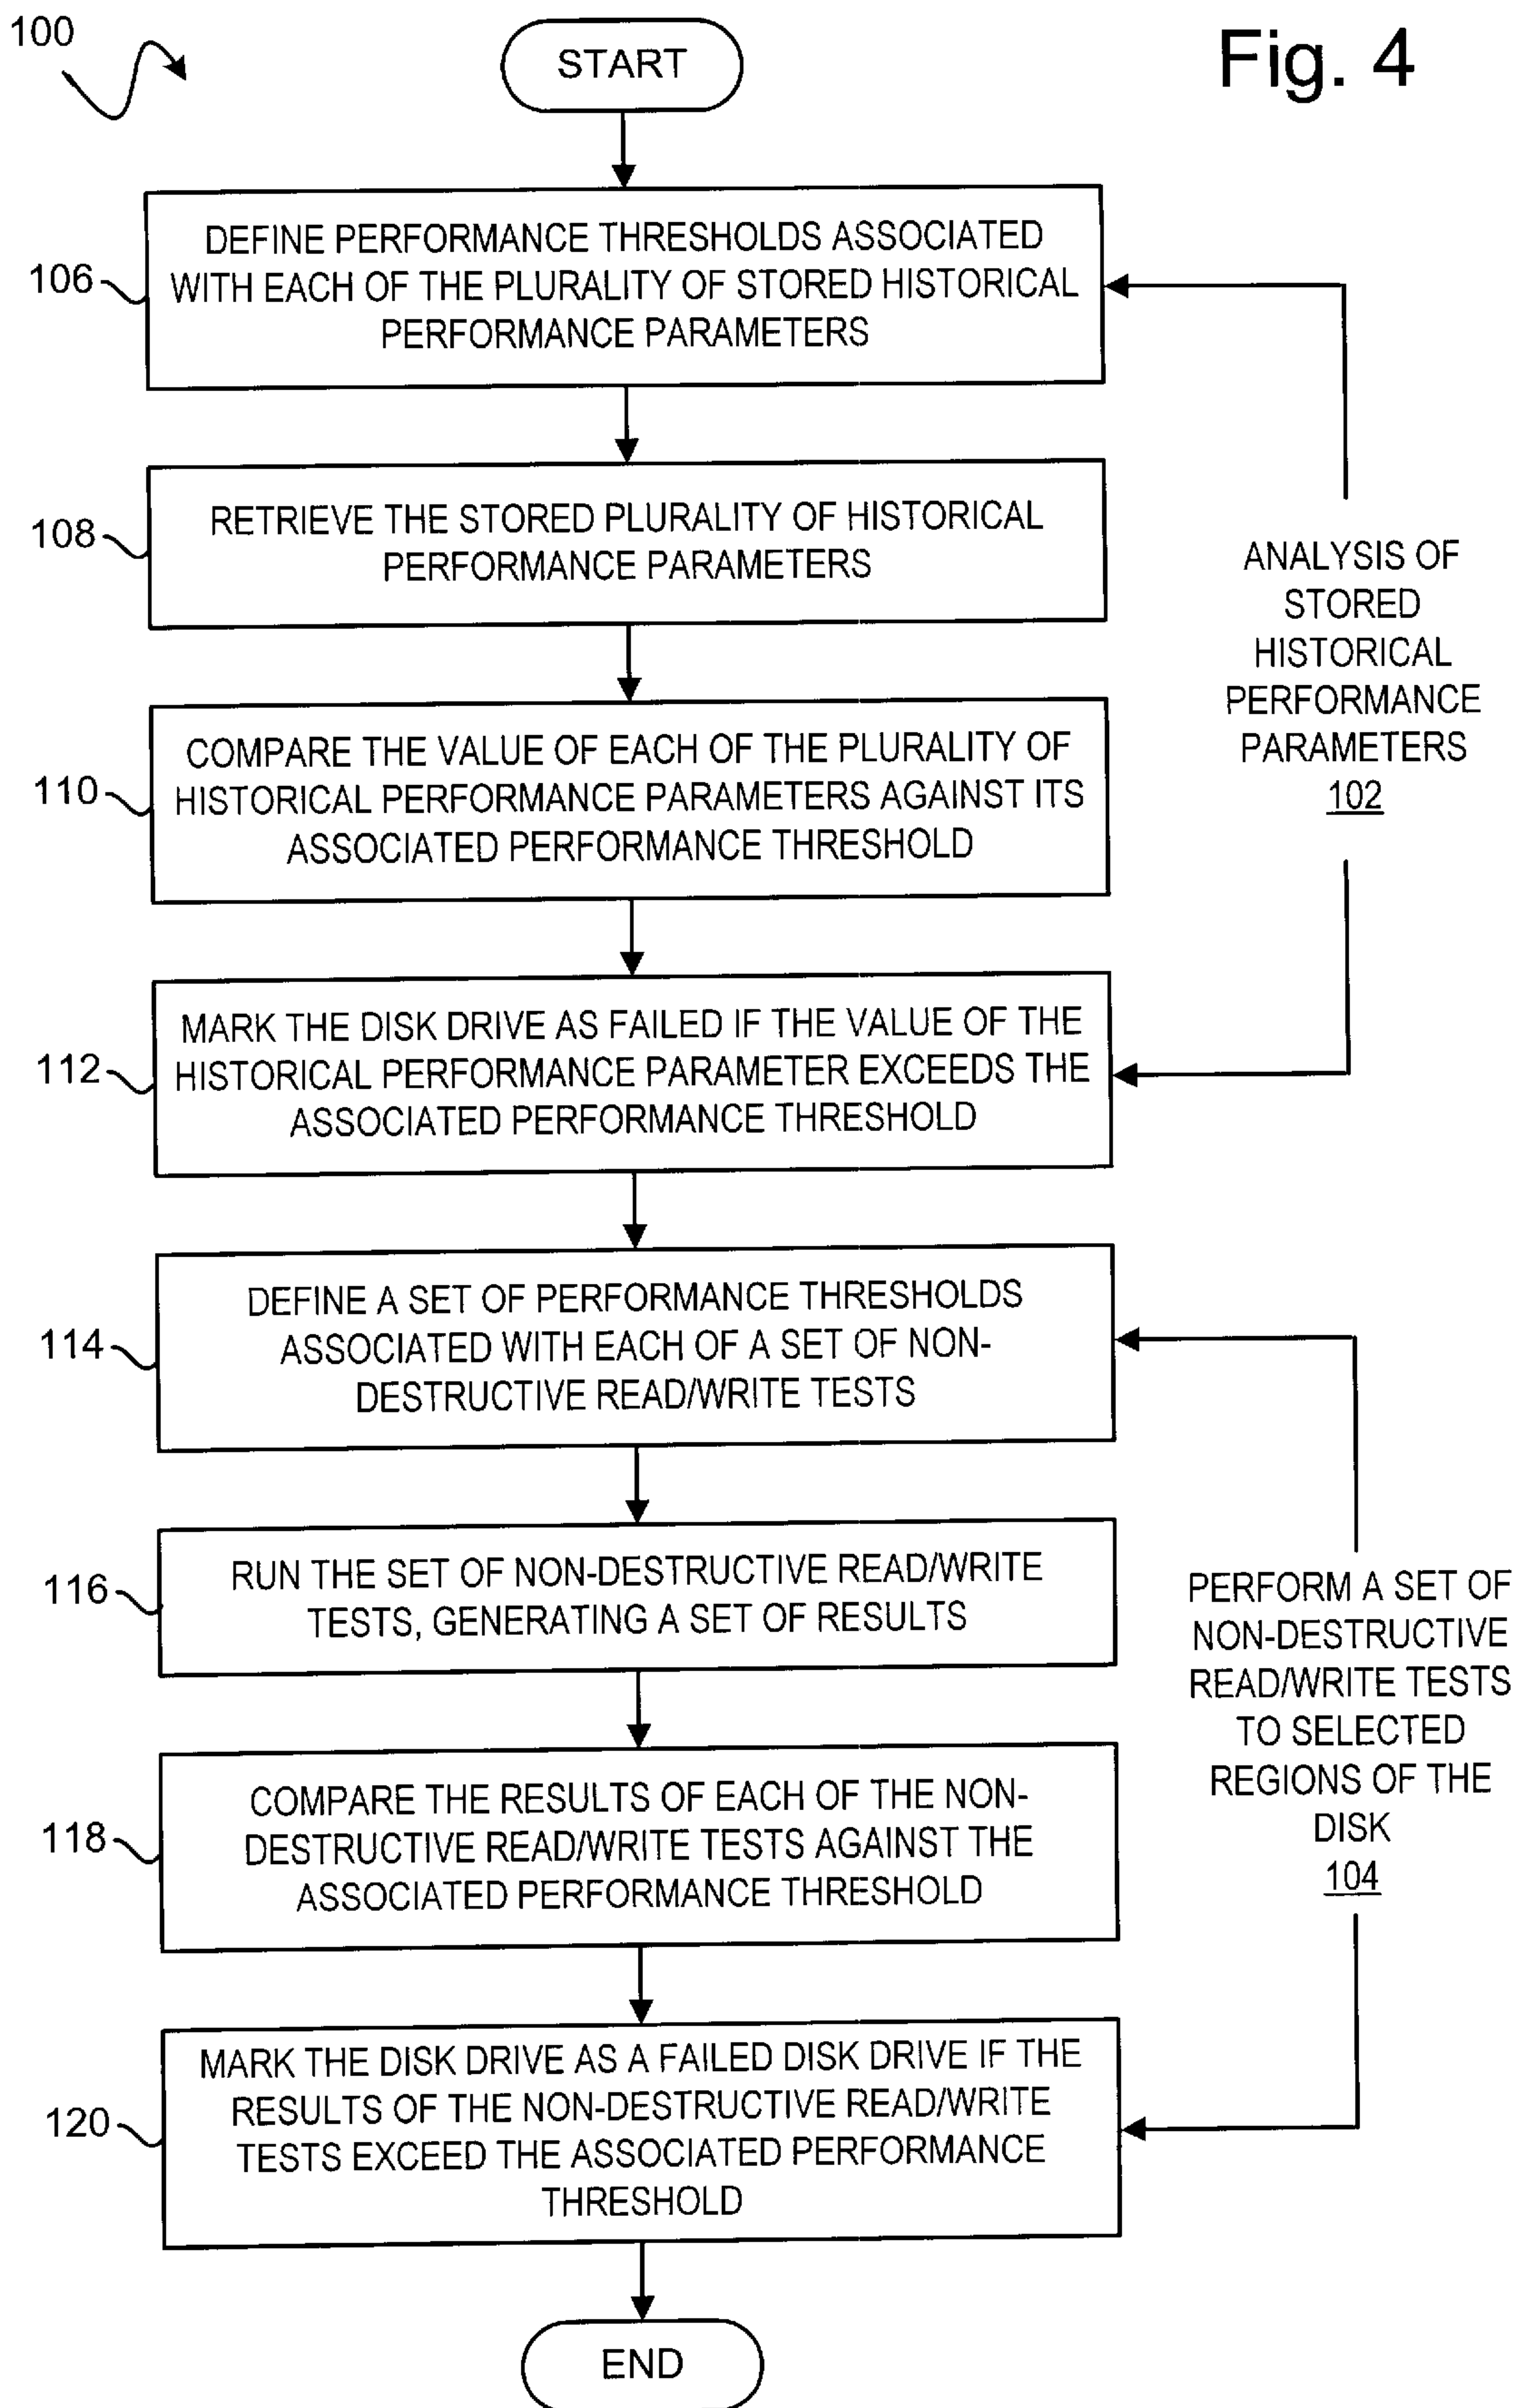 100
Fig. 4
START
106
DEFINE PERFORMANCE THRESHOLDS ASSOCIATED
WITH EACH OF THE PLURALITY OF STORED HISTORICAL
PERFORMANCE PARAMETERS
108
RETRIEVE THE STORED PLURALITY OF HISTORICAL
PERFORMANCE PARAMETERS
ANALYSIS OF
STORED
HISTORICAL
PERFORMANCE
PARAMETERS
102
110
COMPARE THE VALUE OF EACH OF THE PLURALITY OF
HISTORICAL PERFORMANCE PARAMETERS AGAINST ITS
ASSOCIATED PERFORMANCE THRESHOLD
112
MARK THE DISK DRIVE AS FAILED IF THE VALUE OF THE
HISTORICAL PERFORMANCE PARAMETER EXCEEDS THE
ASSOCIATED PERFORMANCE THRESHOLD
114
DEFINE A SET OF PERFORMANCE THRESHOLDS
ASSOCIATED WITH EACH OF A SET OF NON-
DESTRUCTIVE READ/WRITE TESTS
116
RUN THE SET OF NON-DESTRUCTIVE READ/WRITE
TESTS, GENERATING A SET OF RESULTS
PERFORM A SET OF
NON-DESTRUCTIVE
READ/WRITE TESTS
TO SELECTED
REGIONS OF THE
DISK
104
118
COMPARE THE RESULTS OF EACH OF THE NON-
DESTRUCTIVE READ/WRITE TESTS AGAINST THE
ASSOCIATED PERFORMANCE THRESHOLD
120
MARK THE DISK DRIVE AS A FAILED DISK DRIVE IF THE
RESULTS OF THE NON-DESTRUCTIVE READ/WRITE
TESTS EXCEED THE ASSOCIATED PERFORMANCE
THRESHOLD
END